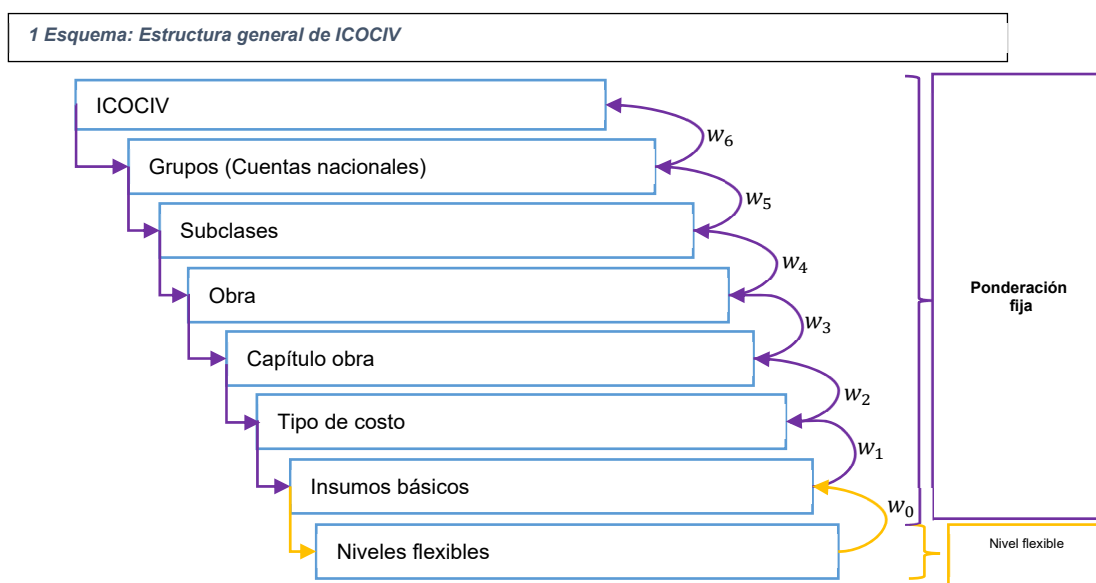 1 Esquema: Estructura general de ICOCIV
ICOCIV
w₆
Grupos (Cuentas nacionales)
w₅
Subclases
w₄
Obra
w₃
Capítulo obra
w₂
Tipo de costo
w₁
Insumos básicos
w₀
Niveles flexibles
Ponderación
fija
Nivel flexible